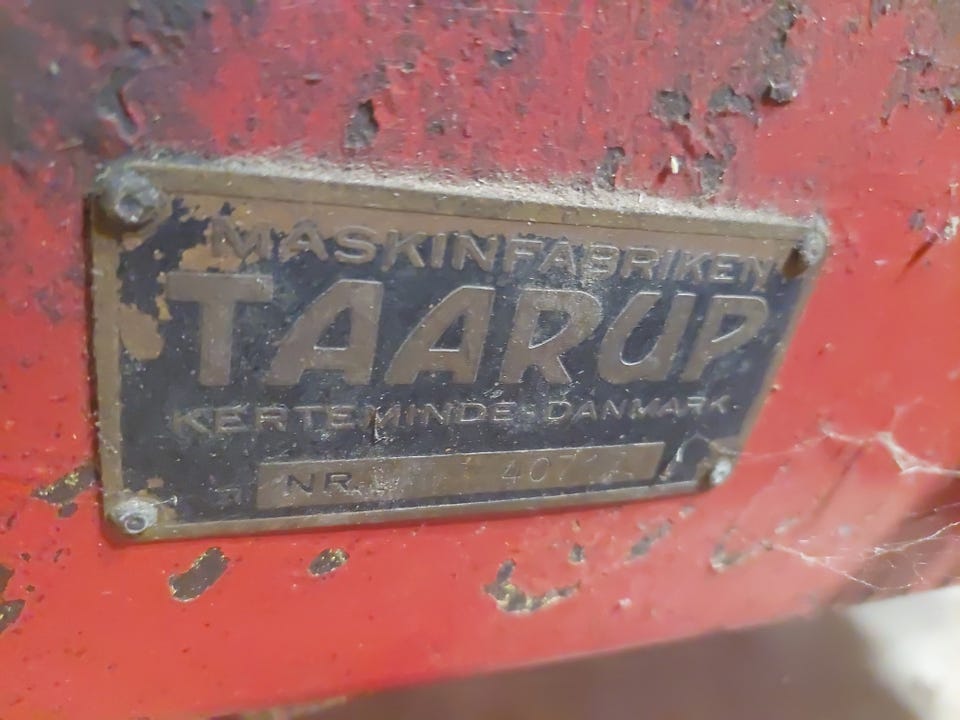 MASKINFABRIKEN
TAARUP
KERTEMINDE-DANMARK
NR.